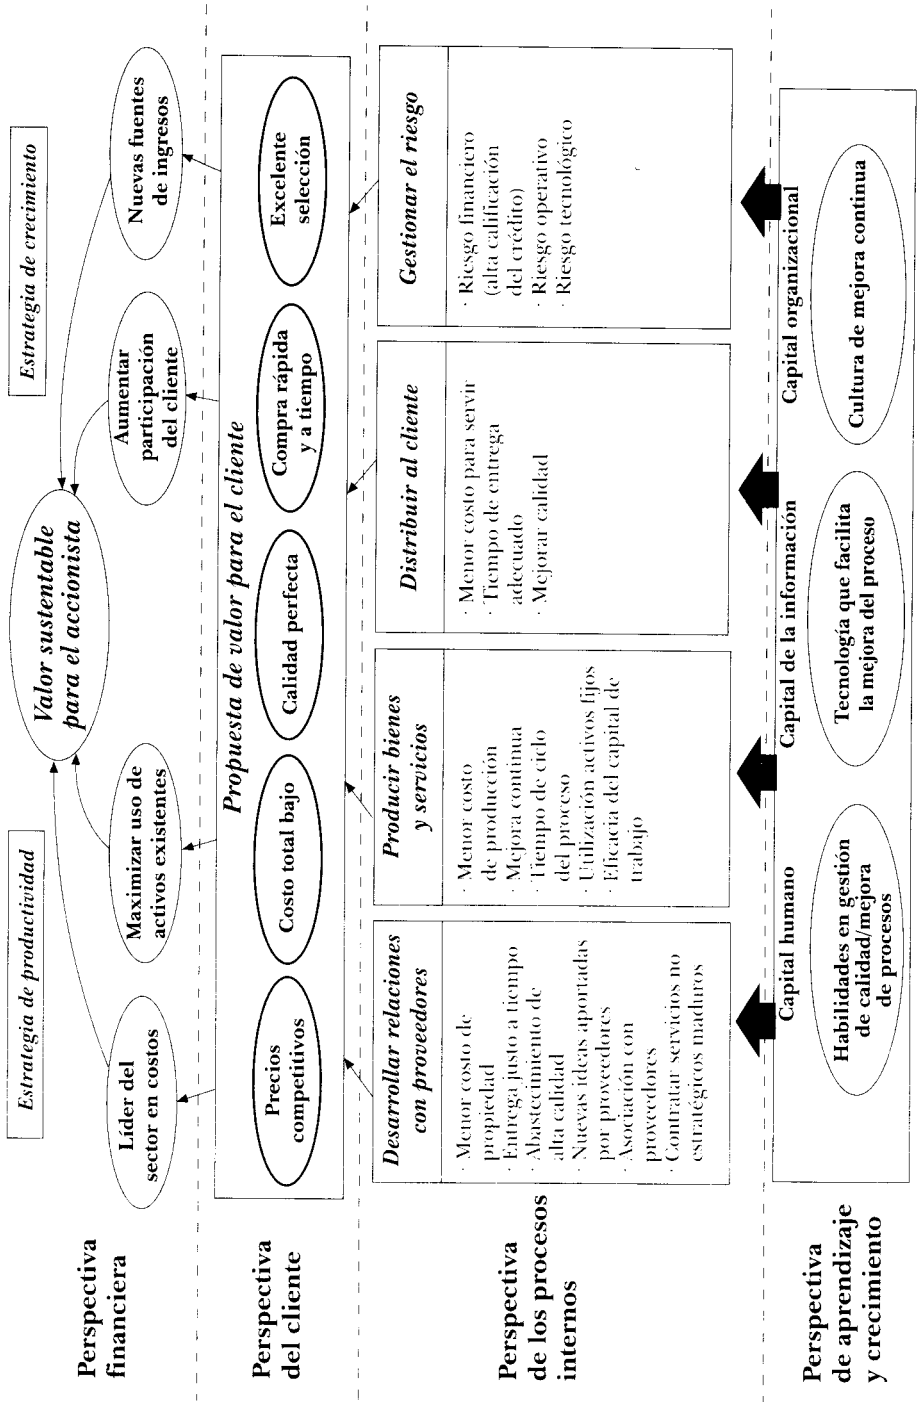 Perspectiva
financiera
Estrategia de productividad
Estrategia de crecimiento
Valor sustentable
para el accionista
Líder del
sector en costos
Maximizar uso de
activos existentes
Aumentar
participación
del cliente
Nuevas fuentes
de ingresos
Perspectiva
del cliente
Propuesta de valor para el cliente
Precios
competitivos
Costo total bajo
Calidad perfecta
Compra rápida
y a tiempo
Excelente
selección
Perspectiva
de los procesos
internos
Desarrollar relaciones
con proveedores
· Menor costo de
propiedad
· Entrega justo a tiempo
· Abastecimiento de
alta calidad
· Nuevas ideas aportadas
por proveedores
· Asociación con
proveedores
· Contratar servicios no
estratégicos maduros
Producir bienes
y servicios
· Menor costo
de producción
· Mejora continua
· Tiempo de ciclo
del proceso
· Utilización activos fijos
· Eficacia del capital de
trabajo
Distribuir al cliente
· Menor costo para servir
· Tiempo de entrega
adecuado
· Mejorar calidad
Gestionar el riesgo
· Riesgo financiero
(alta calificación
del crédito)
· Riesgo operativo
· Riesgo tecnológico
Perspectiva
de aprendizaje
y crecimiento
Capital humano
Habilidades en gestión
de calidad/mejora
de procesos
Capital de la información
Tecnología que facilita
la mejora del proceso
Capital organizacional
Cultura de mejora continua